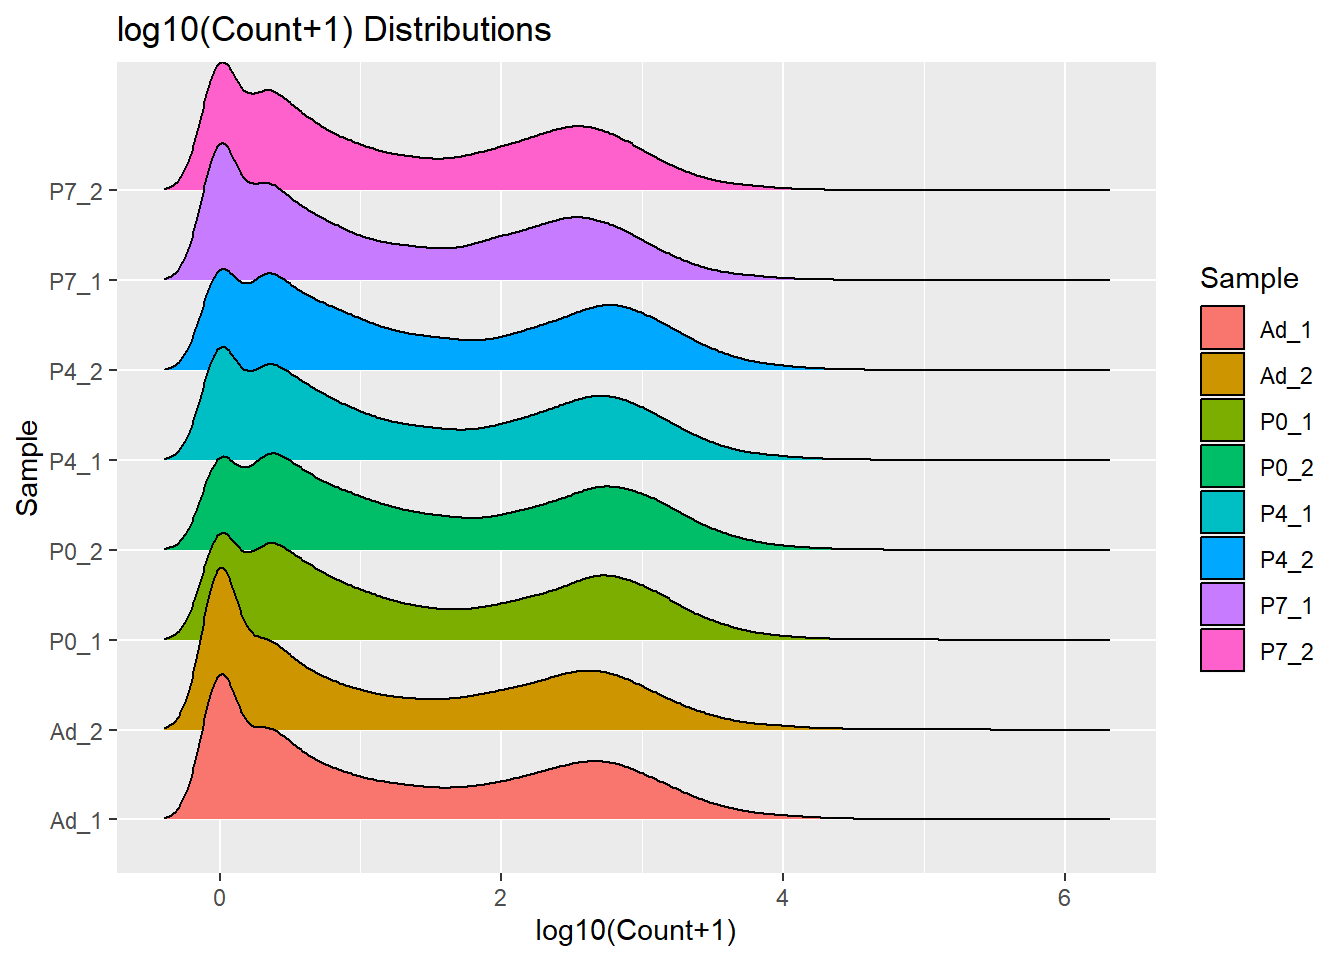 log10(Count+1) Distributions
Sample
P7_2
P7_1
P4_2
P4_1
P0_2
P0_1
Ad_2
Ad_1
0 2 4 6
log10(Count+1)
Sample
Ad_1
Ad_2
P0_1
P0_2
P4_1
P4_2
P7_1
P7_2